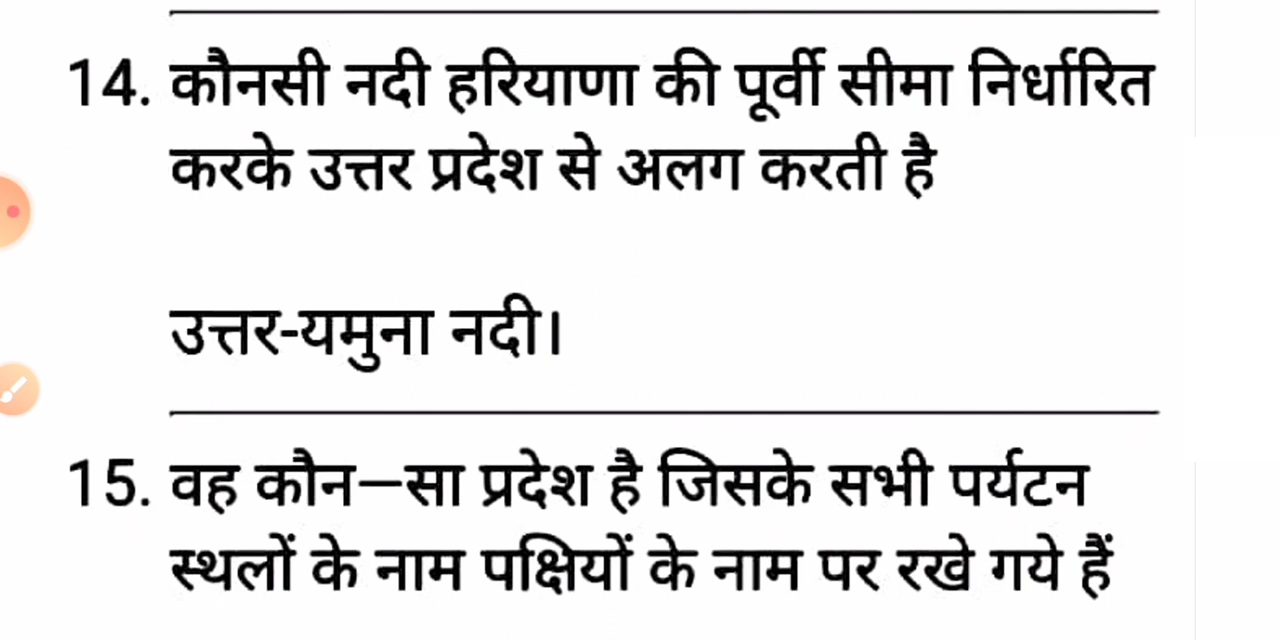 14. कौनसी नदी हरियाणा की पूर्वी सीमा निर्धारित
करके उत्तर प्रदेश से अलग करती है
उत्तर-यमुना नदी।
15. वह कौन–सा प्रदेश है जिसके सभी पर्यटन
स्थलों के नाम पक्षियों के नाम पर रखे गये हैं